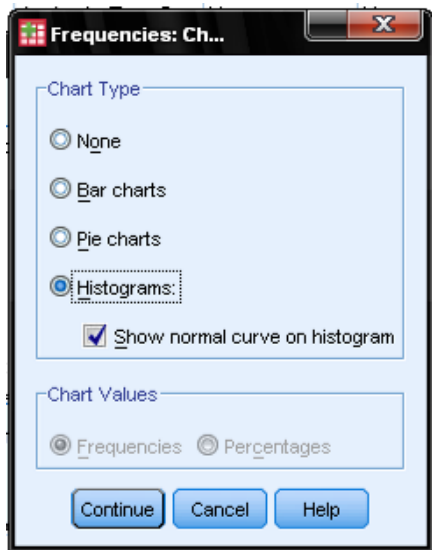 Frequencies: Ch...
Chart Type
None
Bar charts
Pie charts
Histograms:
Show normal curve on histogram
Chart Values
Frequencies Percentages
Continue Cancel Help